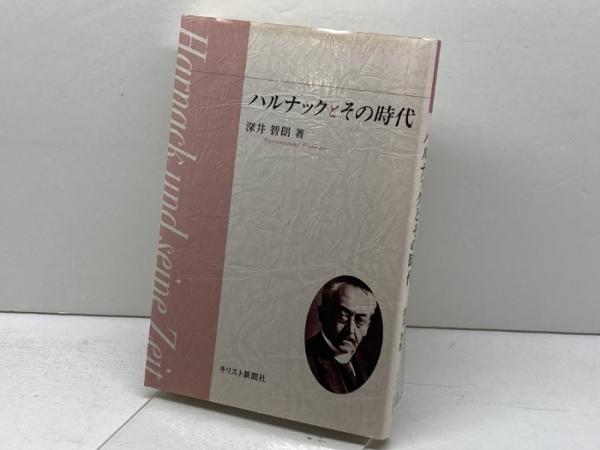 Harnack und seine Zeit
ハルナックとその時代
深井 智朗 著
Tomoaki Fukai
キリスト新聞社
ハルナックとその時代